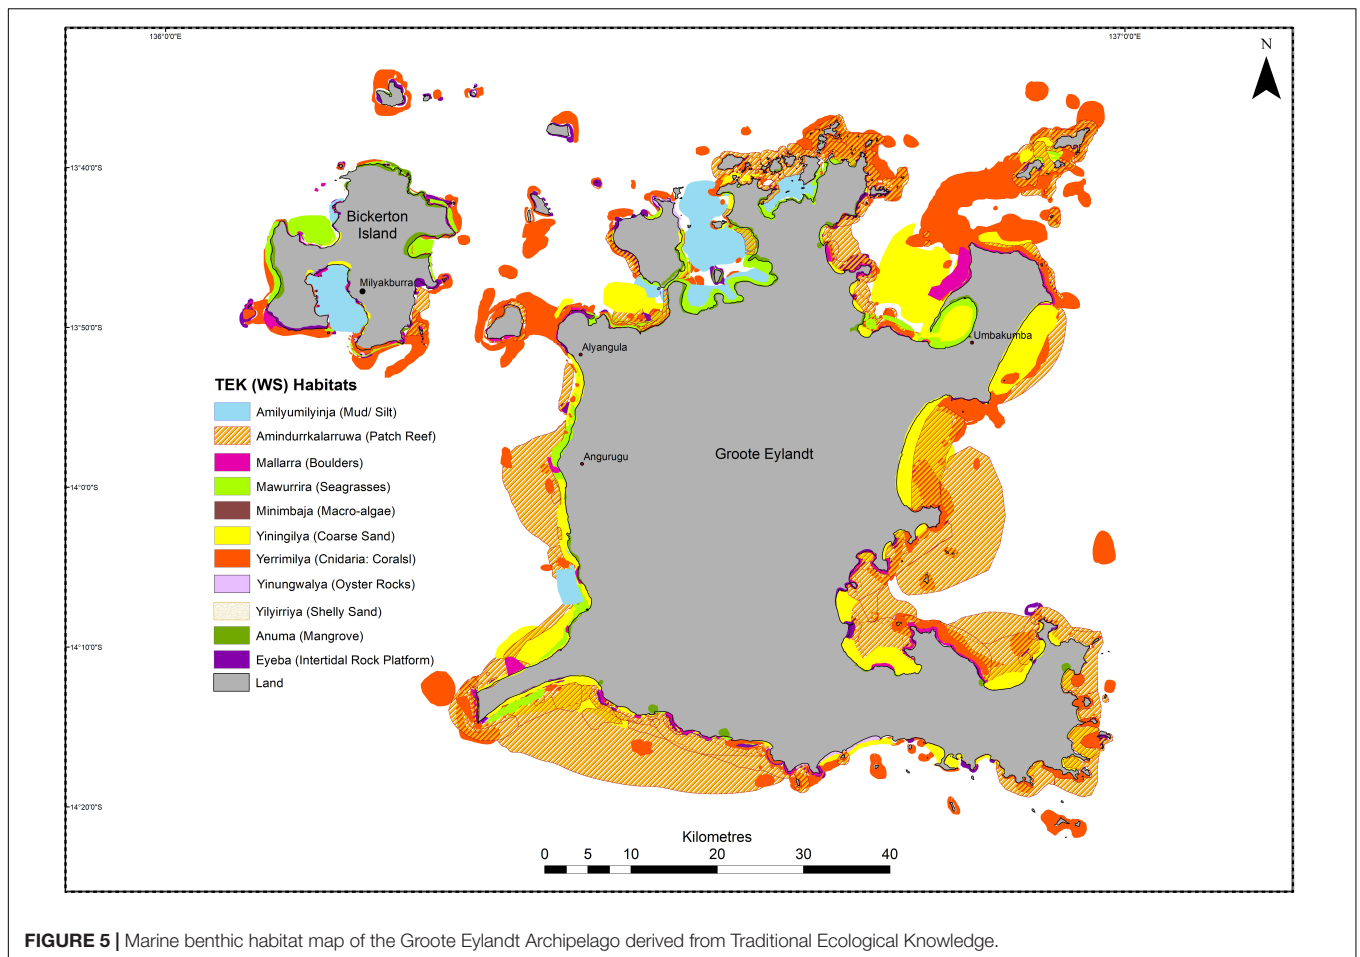 136°0'0"E
137°0'0"E
N
13°40'0"S
Bickerton
Island
Milyakburra
13°50'0"S
Umbakumba
Alyangula
TEK (WS) Habitats
Amilyumilyinja (Mud/ Silt)
Amindurrkalarruwa (Patch Reef)
Groote Eylandt
Angurugu
Mallarra (Boulders)
14°0'0"S
Mawurrira (Seagrasses)
Minimbaja (Macro-algae)
Yiningilya (Coarse Sand)
Yerrimilya (Cnidaria: Coralsl)
Yinungwalya (Oyster Rocks)
Yilyirriya (Shelly Sand)
Anuma (Mangrove)
14°10'0"S
Eyeba (Intertidal Rock Platform)
Land
14°20'0"S
Kilometres
0 5 10 20 30 40
FIGURE 5 | Marine benthic habitat map of the Groote Eylandt Archipelago derived from Traditional Ecological Knowledge.